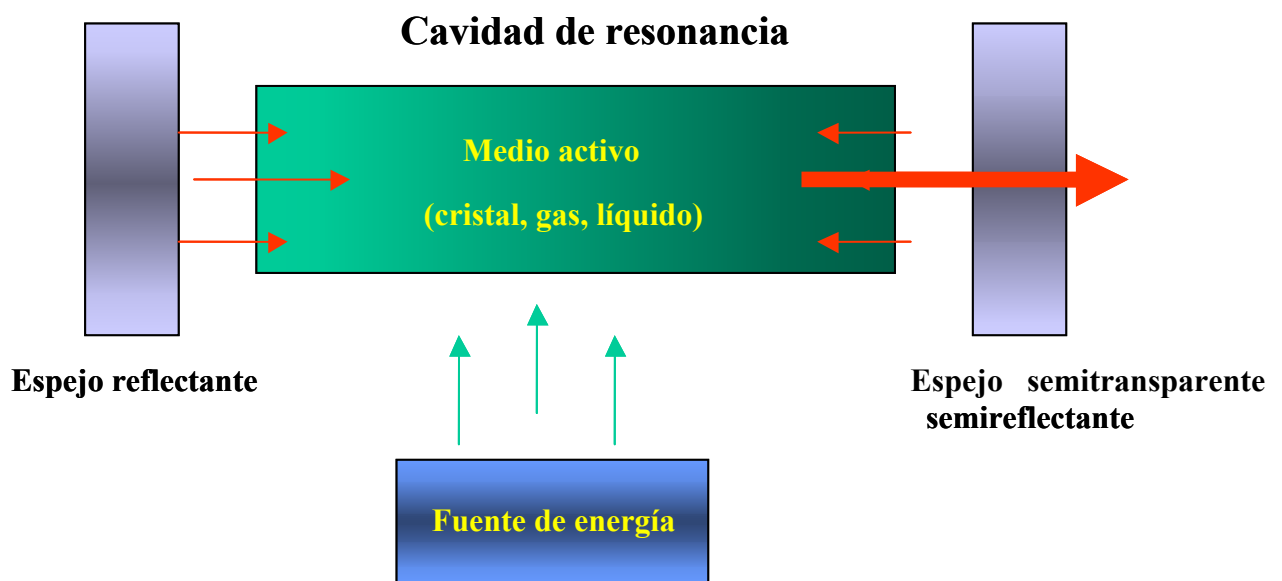 Cavidad de resonancia
Medio activo
(cristal, gas, líquido)
Espejo reflectante
Espejo semitransparente
semireflectante
Fuente de energía